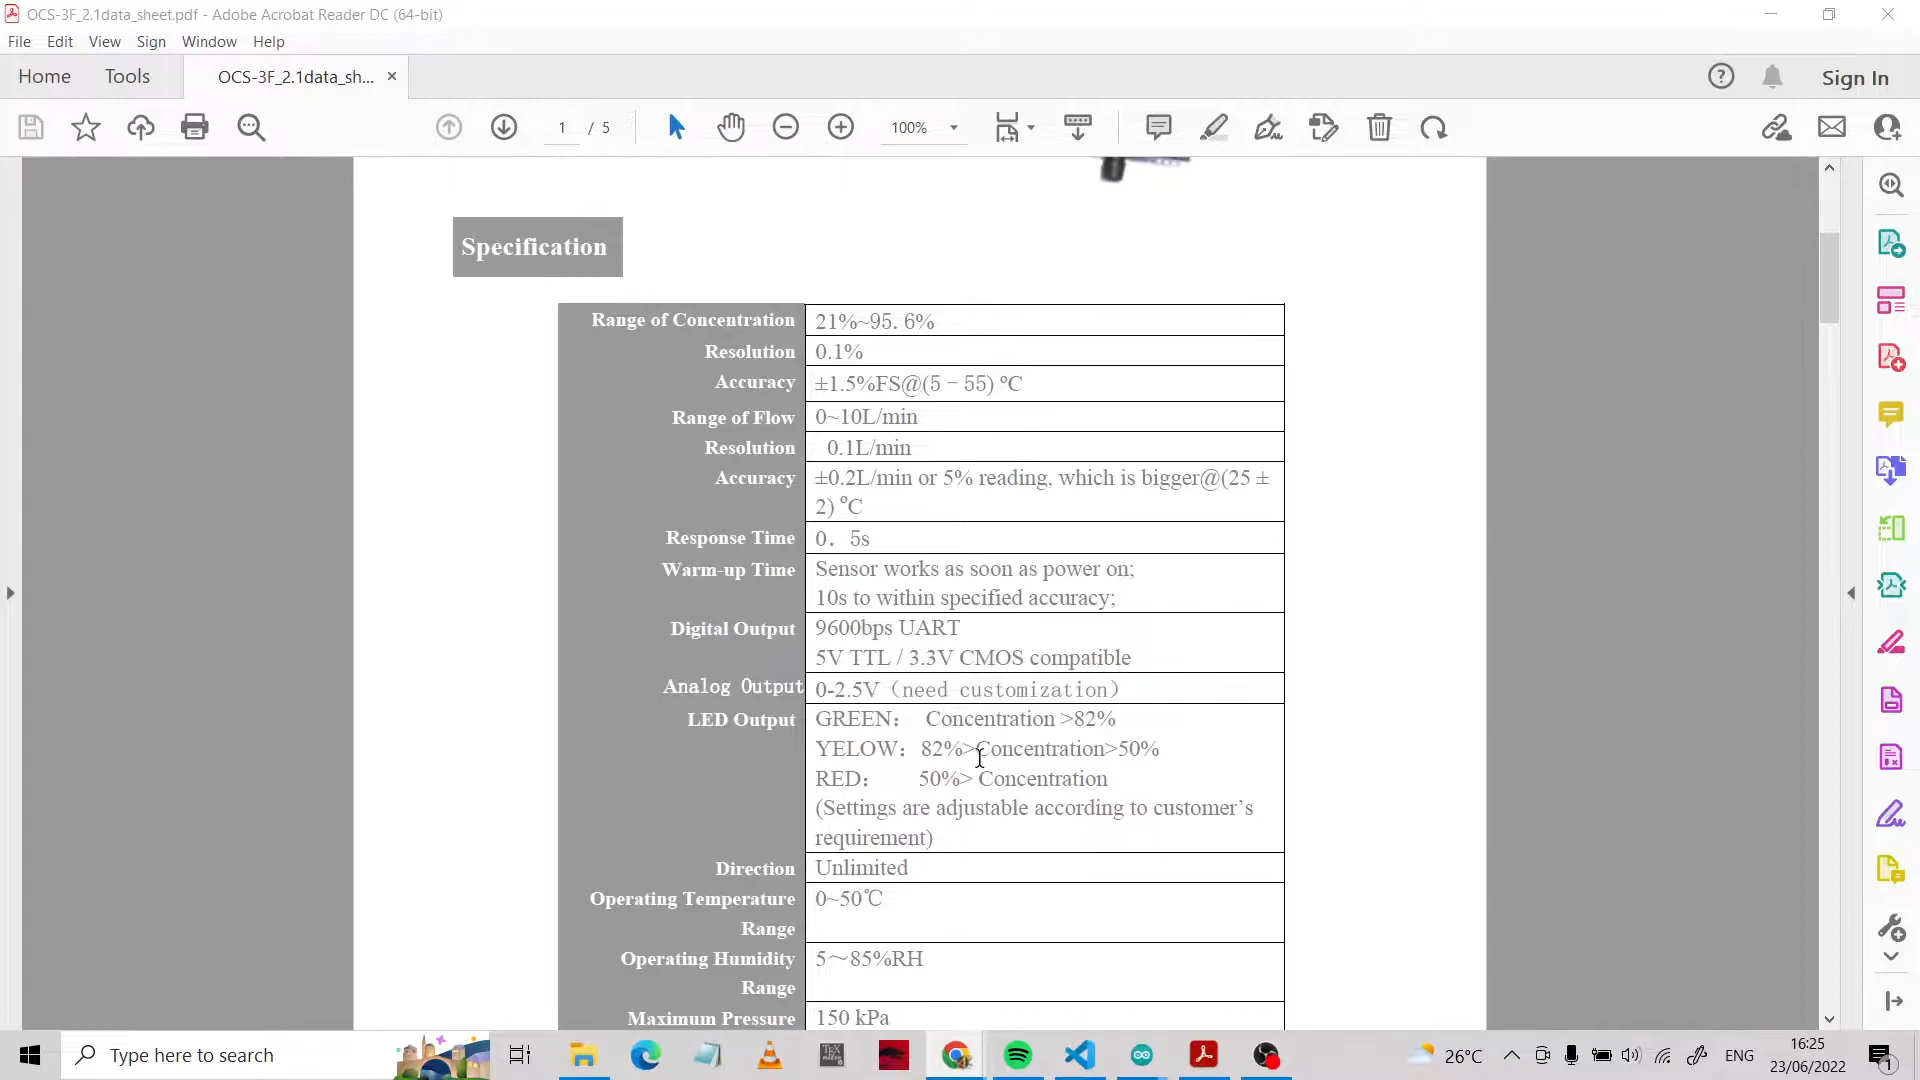 OCS-3F_2.1data_sheet.pdf - Adobe Acrobat Reader DC (64-bit)
File Edit View Sign Window Help
Home Tools OCS-3F_2.1data_sh... × Sign In
1 / 5 100%
Specification
Range of Concentration 21%~95. 6%
Resolution 0.1%
Accuracy ±1.5%FS@(5－55) ºC
Range of Flow 0~10L/min
Resolution 0.1L/min
Accuracy ±0.2L/min or 5% reading, which is bigger@(25 ±
2) ºC
Response Time 0．5s
Warm-up Time Sensor works as soon as power on;
10s to within specified accuracy;
Digital Output 9600bps UART
5V TTL / 3.3V CMOS compatible
Analog Output 0-2.5V（need customization）
LED Output GREEN： Concentration >82%
YELOW：82%>Concentration>50%
RED： 50%> Concentration
(Settings are adjustable according to customer’s
requirement)
Direction Unlimited
Operating Temperature 0~50℃
Range
Operating Humidity 5～85%RH
Range
Maximum Pressure 150 kPa
Type here to search 26°C ENG 16:25
23/06/2022 1